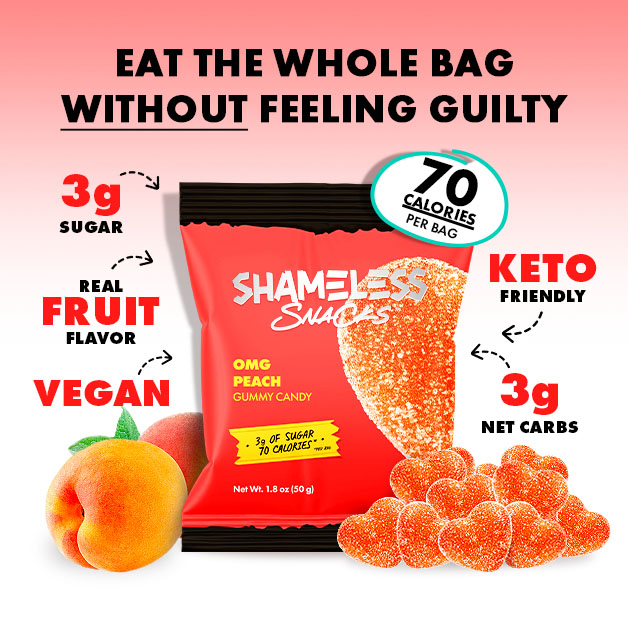 EAT THE WHOLE BAG
WITHOUT FEELING GUILTY
3g
SUGAR
REAL
FRUIT
FLAVOR
VEGAN
70
CALORIES
PER BAG
KETO
FRIENDLY
3g
NET CARBS
SHAMELESS
SNACKS
OMG
PEACH
GUMMY CANDY
3g OF SUGAR
70 CALORIES* *PER BAG
Net Wt. 1.8 oz (50 g)